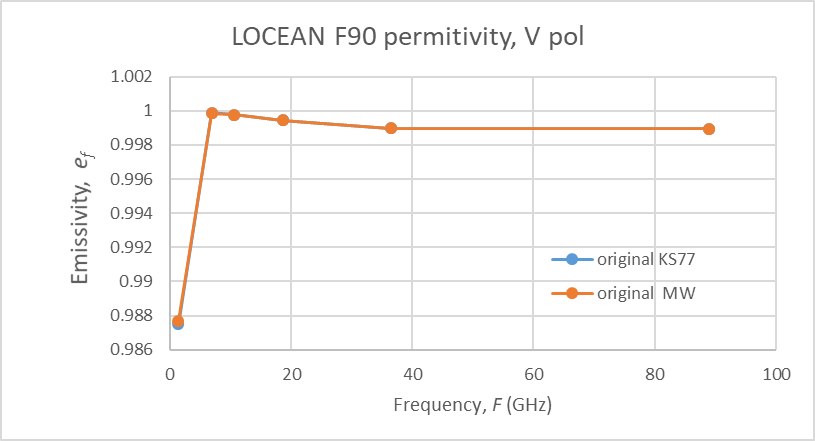 LOCEAN F90 permitivity, V pol
1.002
1
0.998
0.996
0.994
0.992
0.99
0.988
0.986
Emissivity, ef
original KS77
original MW
0 20 40 60 80 100
Frequency, F (GHz)